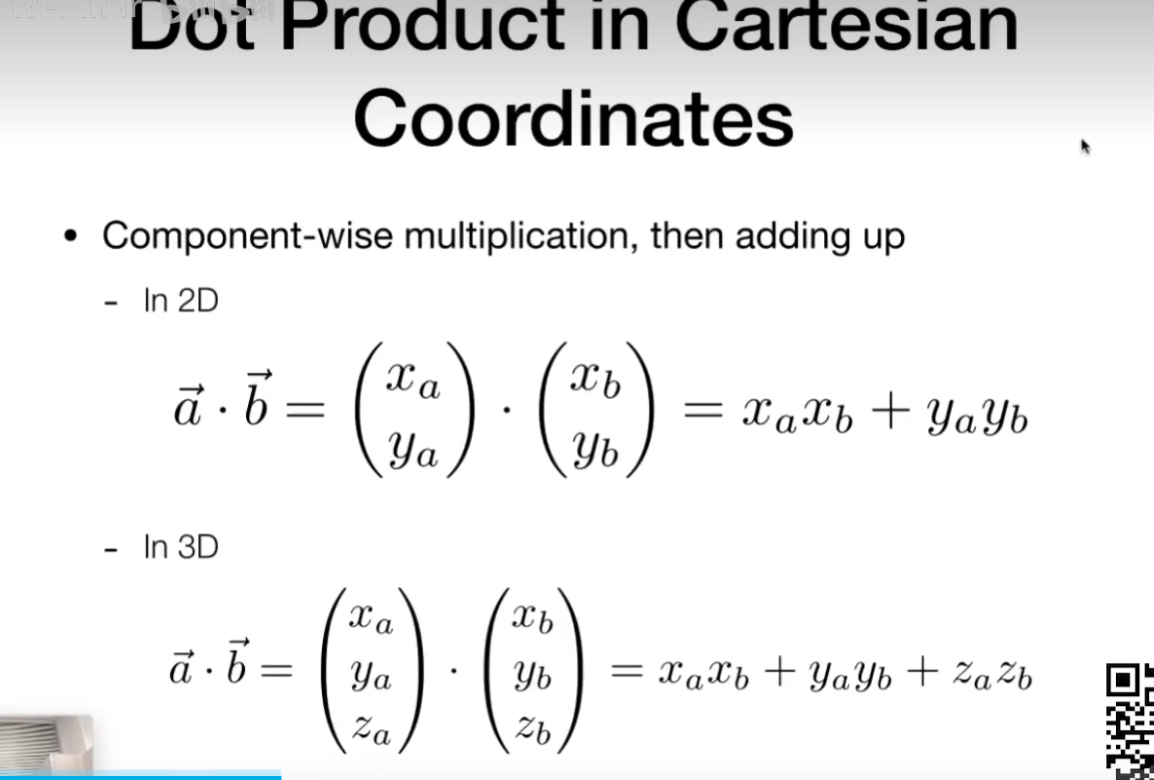 Dot Product in Cartesian
Coordinates
• Component-wise multiplication, then adding up
- In 2D
$\vec{a} \cdot \vec{b} = \begin{pmatrix} x_a \\ y_a \end{pmatrix} \cdot \begin{pmatrix} x_b \\ y_b \end{pmatrix} = x_a x_b + y_a y_b$
- In 3D
$\vec{a} \cdot \vec{b} = \begin{pmatrix} x_a \\ y_a \\ z_a \end{pmatrix} \cdot \begin{pmatrix} x_b \\ y_b \\ z_b \end{pmatrix} = x_a x_b + y_a y_b + z_a z_b$